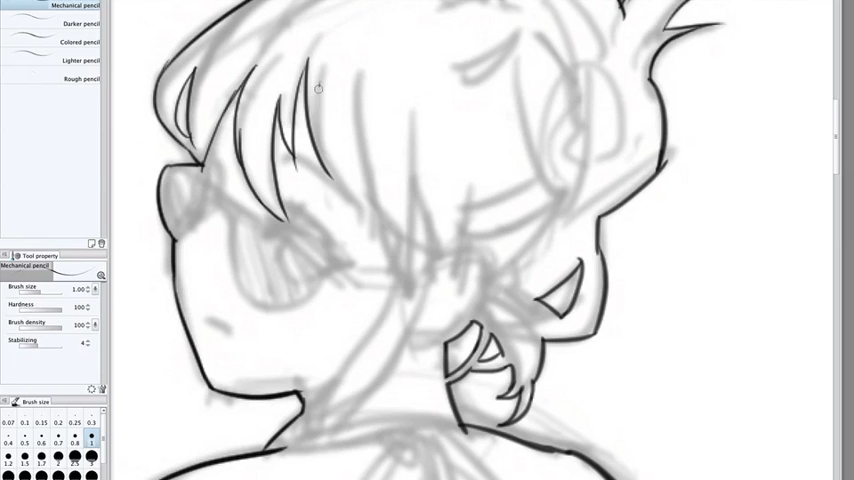 Mechanical pencil
Darker pencil
Colored pencil
Lighter pencil
Rough pencil
Tool property
Mechanical pencil
Brush size 1.00
Hardness 100
Brush density 100
Stabilizing 4
Brush size
0.07 0.1 0.15 0.2 0.25 0.3
0.4 0.5 0.6 0.7 0.8 1
1.2 1.5 1.7 2 2.5 3